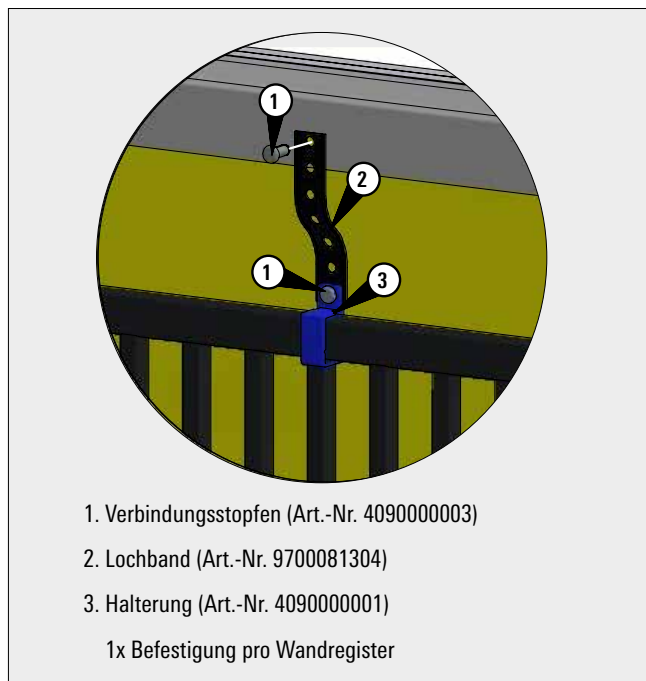 1
2
1
3
1. Verbindungsstopfen (Art.-Nr. 4090000003)
2. Lochband (Art.-Nr. 9700081304)
3. Halterung (Art.-Nr. 4090000001)
1x Befestigung pro Wandregister